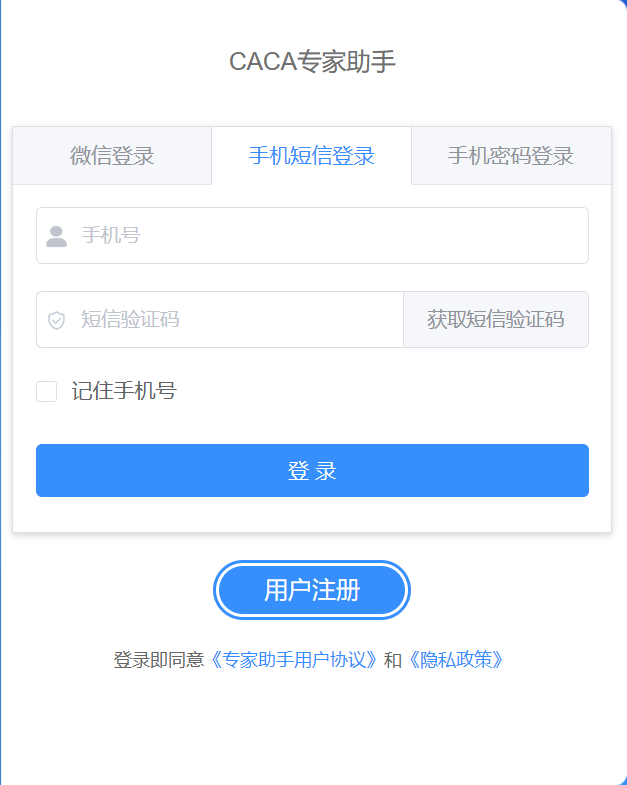 CACA专家助手
微信登录 手机短信登录 手机密码登录
手机号
短信验证码 获取短信验证码
记住手机号
登 录
用户注册
登录即同意《专家助手用户协议》和《隐私政策》